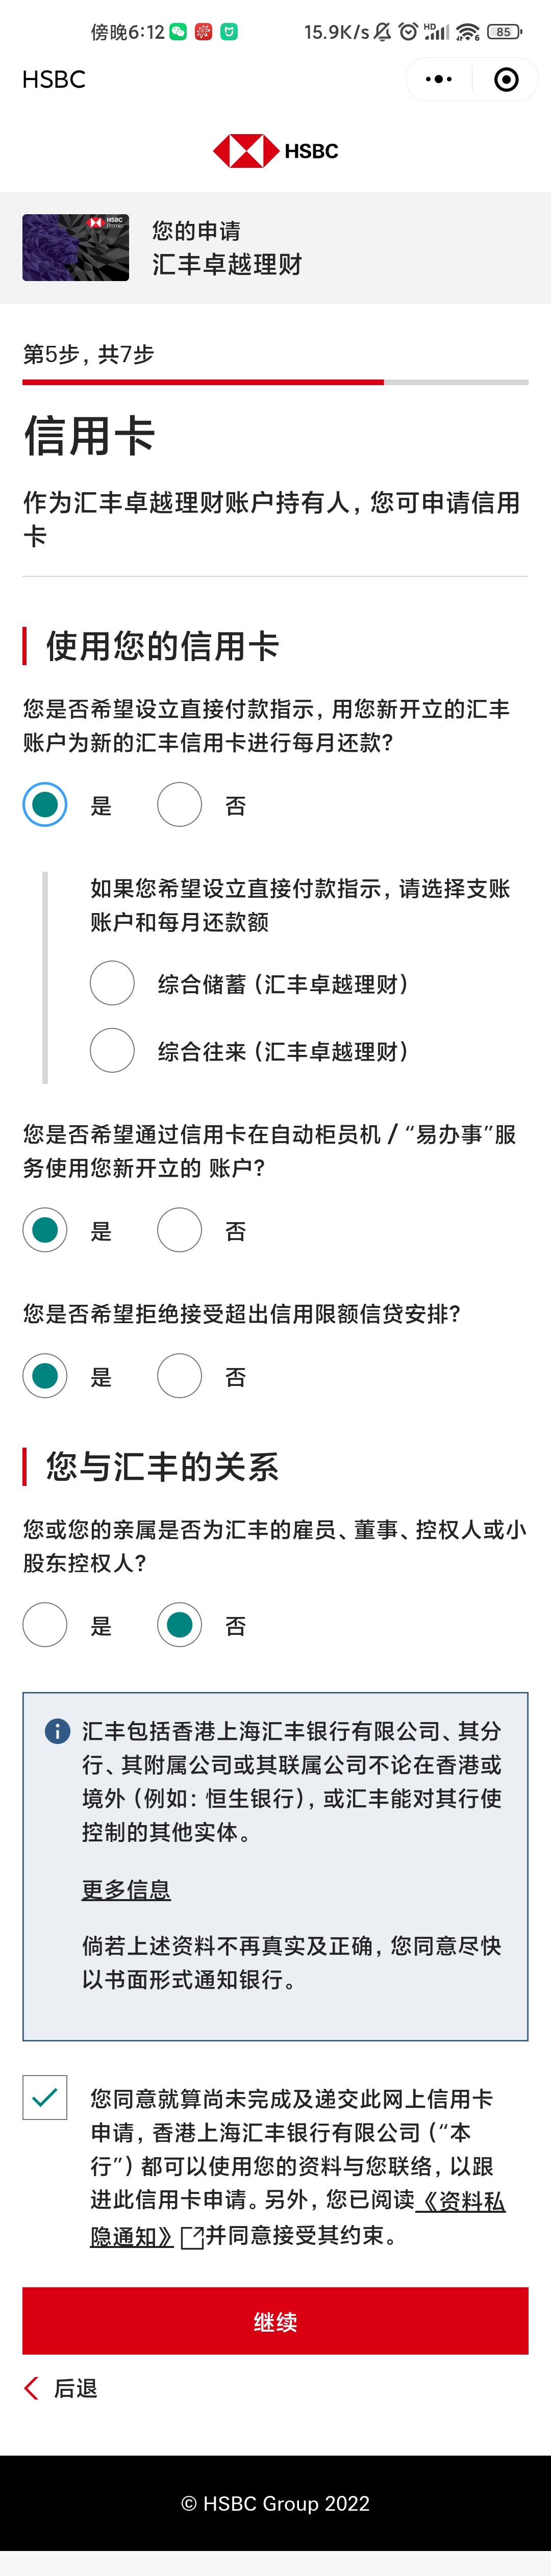 傍晚6:12
15.9K/s
HD
6
85
HSBC
HSBC
HSBC
Premier
您的申请
汇丰卓越理财
第5步，共7步
信用卡
作为汇丰卓越理财账户持有人，您可申请信用
卡
使用您的信用卡
您是否希望设立直接付款指示，用您新开立的汇丰
账户为新的汇丰信用卡进行每月还款？
是 否
如果您希望设立直接付款指示，请选择支账
账户和每月还款额
综合储蓄（汇丰卓越理财）
综合往来（汇丰卓越理财）
您是否希望通过信用卡在自动柜员机 / “易办事”服
务使用您新开立的 账户？
是 否
您是否希望拒绝接受超出信用限额信贷安排？
是 否
您与汇丰的关系
您或您的亲属是否为汇丰的雇员、董事、控权人或小
股东控权人？
是 否
汇丰包括香港上海汇丰银行有限公司、其分
行、其附属公司或其联属公司不论在香港或
境外（例如：恒生银行），或汇丰能对其行使
控制的其他实体。
更多信息
倘若上述资料不再真实及正确，您同意尽快
以书面形式通知银行。
您同意就算尚未完成及递交此网上信用卡
申请，香港上海汇丰银行有限公司（“本
行”）都可以使用您的资料与您联络，以跟
进此信用卡申请。另外，您已阅读《资料私
隐通知》并同意接受其约束。
继续
后退
© HSBC Group 2022